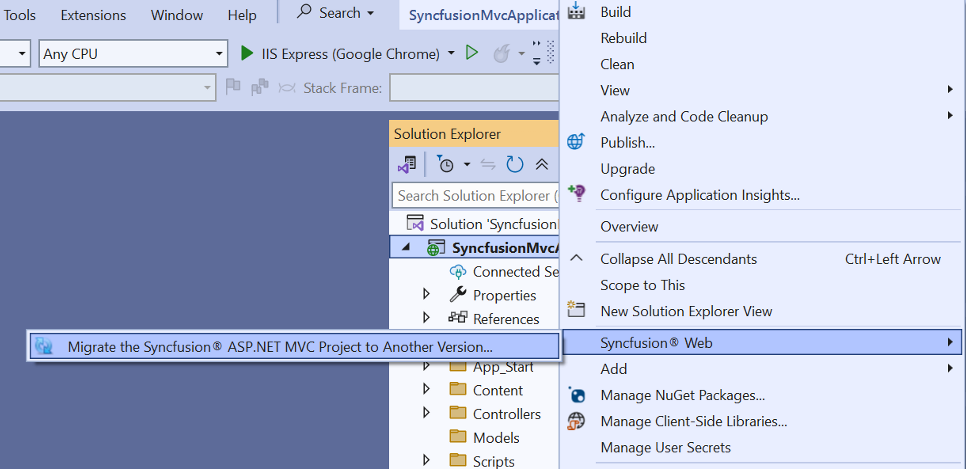 Tools Extensions Window Help Search SyncfusionMvcApplicat
Any CPU IIS Express (Google Chrome)
Stack Frame:
Solution Explorer
Search Solution Explorer (
Solution 'Syncfusion
SyncfusionMvcA
Connected Se
Properties
References
App_Start
Content
Controllers
Models
Scripts
Build
Rebuild
Clean
View
Analyze and Code Cleanup
Publish...
Upgrade
Configure Application Insights...
Overview
Collapse All Descendants Ctrl+Left Arrow
Scope to This
New Solution Explorer View
Syncfusion® Web
Migrate the Syncfusion® ASP.NET MVC Project to Another Version...
Add
Manage NuGet Packages...
Manage Client-Side Libraries...
Manage User Secrets